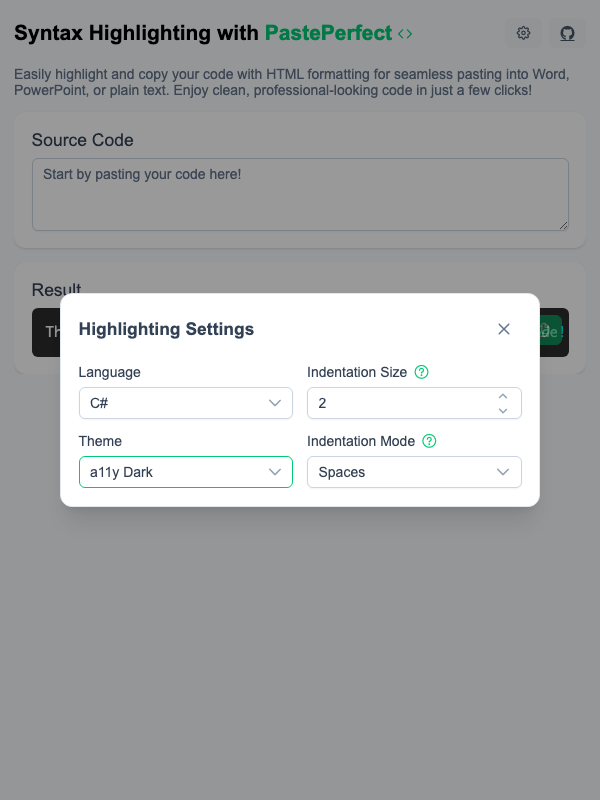 Syntax Highlighting with PastePerfect
Easily highlight and copy your code with HTML formatting for seamless pasting into Word,
PowerPoint, or plain text. Enjoy clean, professional-looking code in just a few clicks!
Source Code
Start by pasting your code here!
Result
Highlighting Settings
Language
Indentation Size
C#
2
Theme
Indentation Mode
a11y Dark
Spaces